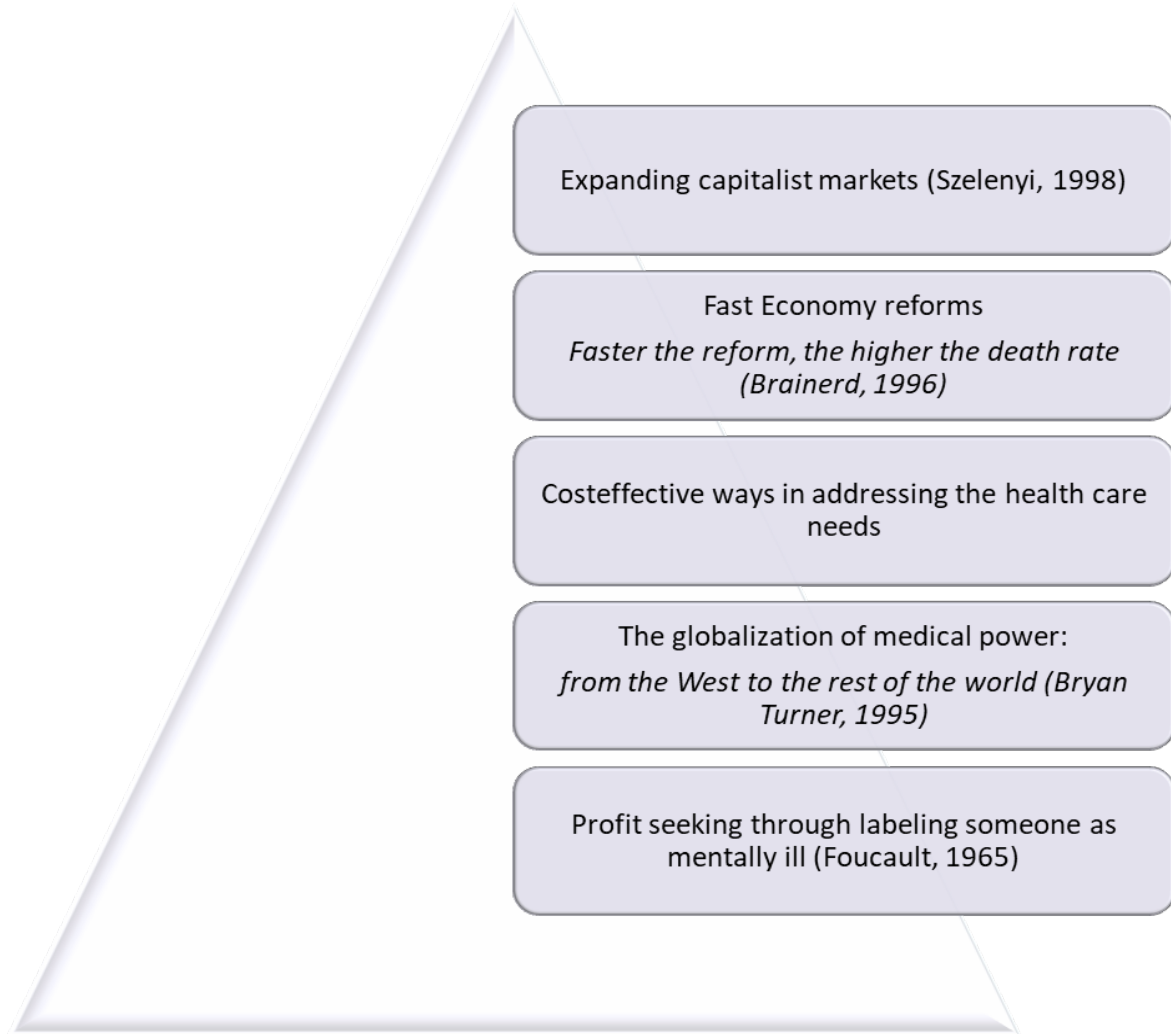 Expanding capitalist markets (Szelenyi, 1998)
Fast Economy reforms
Faster the reform, the higher the death rate
(Brainerd, 1996)
Costeffective ways in addressing the health care
needs
The globalization of medical power:
from the West to the rest of the world (Bryan
Turner, 1995)
Profit seeking through labeling someone as
mentally ill (Foucault, 1965)